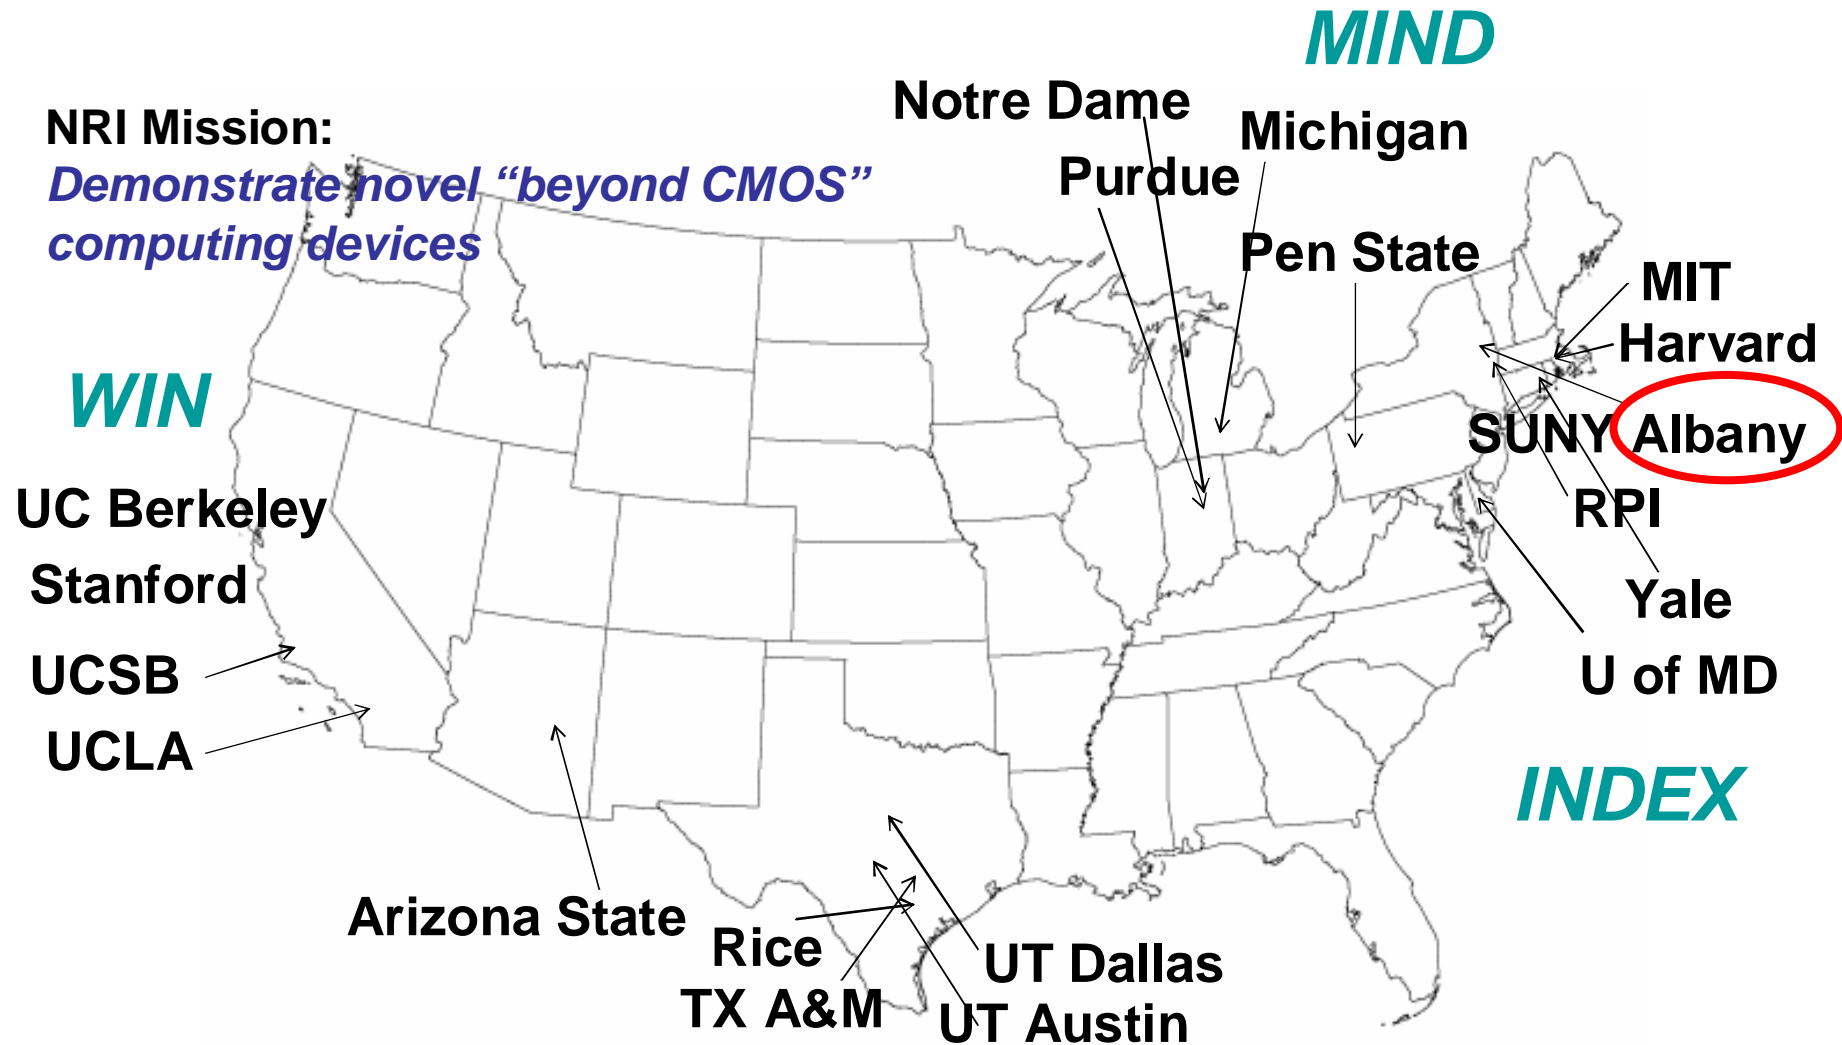 MIND
NRI Mission:
Demonstrate novel “beyond CMOS”
computing devices
Notre Dame
Michigan
Purdue
Pen State
MIT
Harvard
SUNY Albany
RPI
Yale
U of MD
INDEX
WIN
UC Berkeley
Stanford
UCSB
UCLA
Arizona State
Rice
TX A&M
UT Dallas
UT Austin